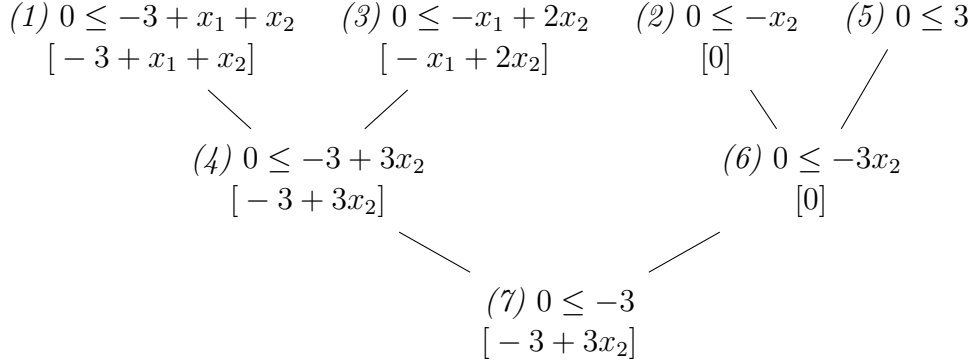 (1) 0 ≤ −3 + x₁ + x₂ (3) 0 ≤ −x₁ + 2x₂ (2) 0 ≤ −x₂ (5) 0 ≤ 3
[ − 3 + x₁ + x₂] [ − x₁ + 2x₂] [0]
(4) 0 ≤ −3 + 3x₂ (6) 0 ≤ −3x₂
[ − 3 + 3x₂] [0]
(7) 0 ≤ −3
[ − 3 + 3x₂]